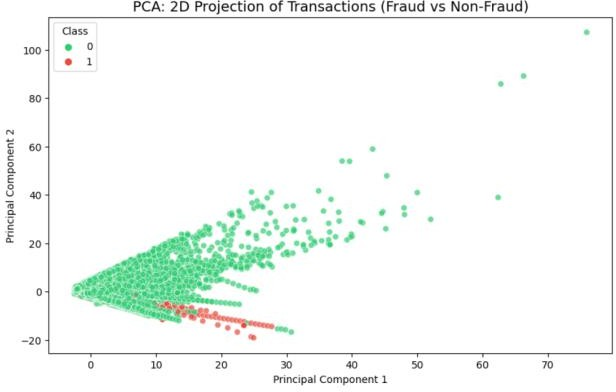 PCA: 2D Projection of Transactions (Fraud vs Non-Fraud)
Class
0
1
Principal Component 2
100
80
60
40
20
0
−20
0 10 20 30 40 50 60 70
Principal Component 1